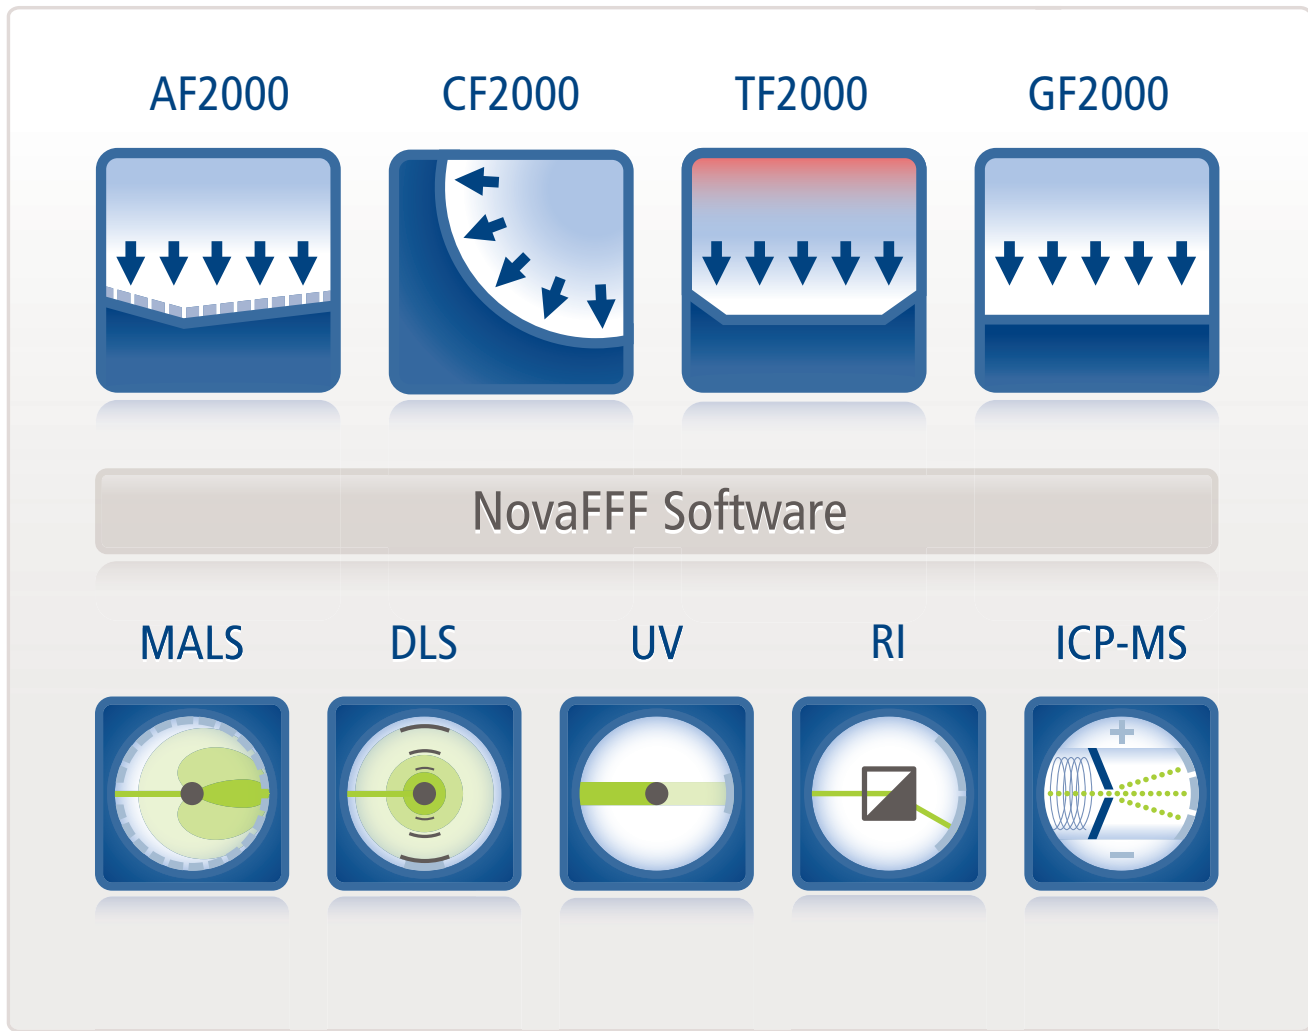 AF2000 CF2000 TF2000 GF2000
NovaFFF Software
MALS DLS UV RI ICP-MS
+
−